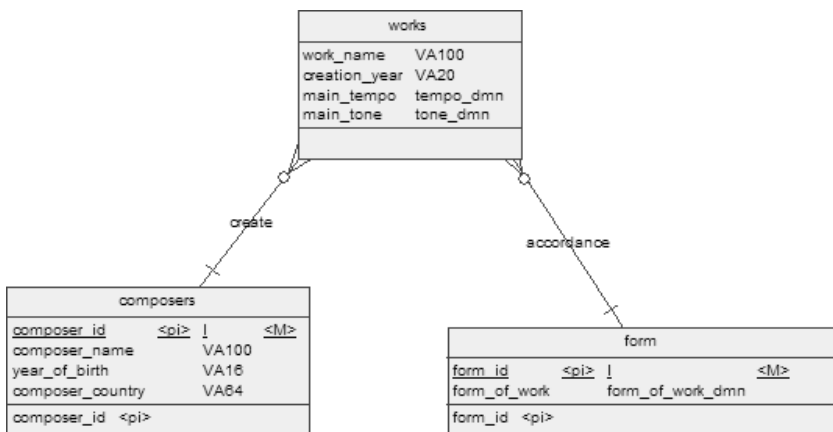 works
work_name VA100
creation_year VA20
main_tempo tempo_dmn
main_tone tone_dmn
create
accordance
composers
composer_id <pi> I <M>
composer_name VA100
year_of_birth VA16
composer_country VA64
composer_id <pi>
form
form_id <pi> I <M>
form_of_work form_of_work_dmn
form_id <pi>